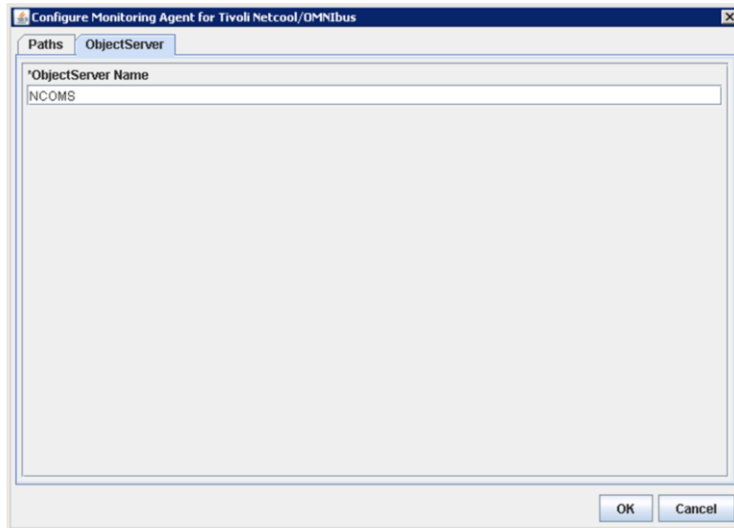 Configure Monitoring Agent for Tivoli Netcool/OMNIbus
Paths ObjectServer
*ObjectServer Name
NCOMS
OK Cancel